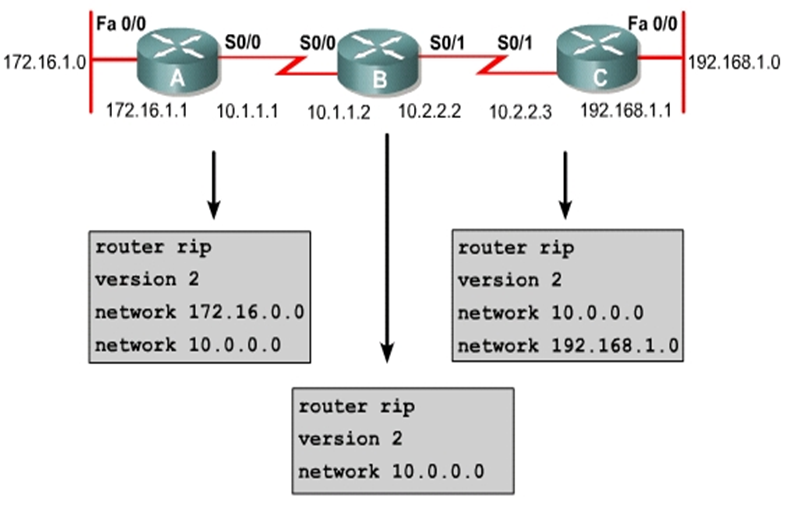 Fa 0/0
S0/0
S0/0
S0/1
S0/1
Fa 0/0
172.16.1.0
A
B
C
192.168.1.0
172.16.1.1
10.1.1.1
10.1.1.2
10.2.2.2
10.2.2.3
192.168.1.1
router rip
version 2
network 172.16.0.0
network 10.0.0.0
router rip
version 2
network 10.0.0.0
network 192.168.1.0
router rip
version 2
network 10.0.0.0